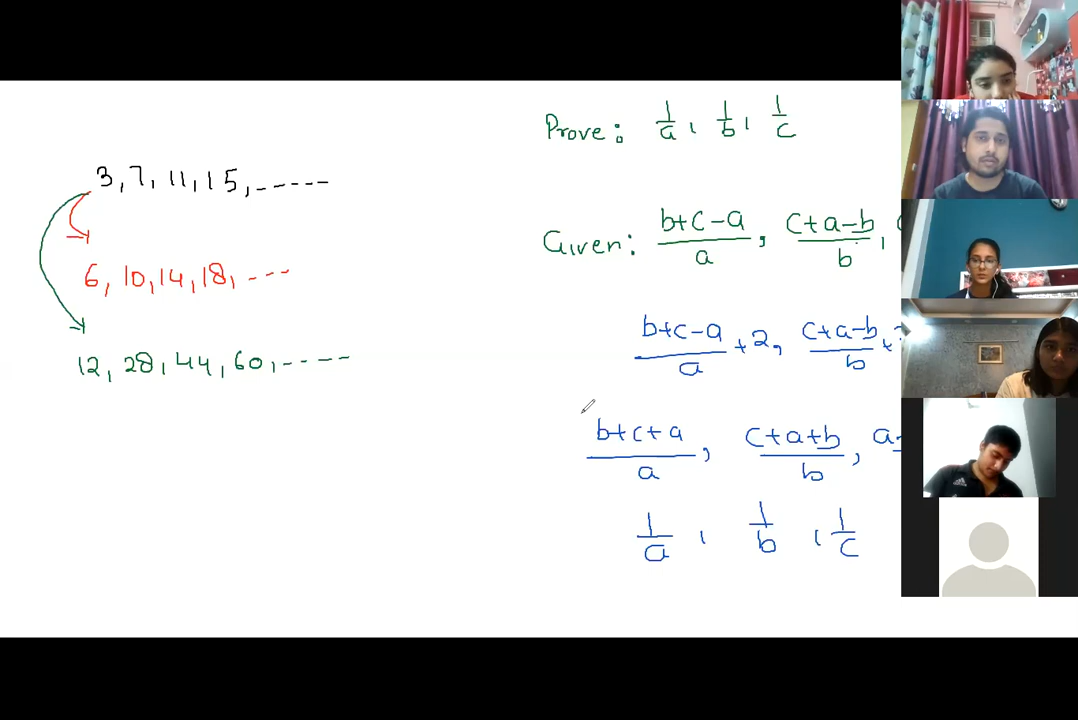 3, 7, 11, 15, -----
6, 10, 14, 18, ---
12, 28, 44, 60, ----
Prove: 1/a, 1/b, 1/c
Given: b+c-a/a, c+a-b/b,
b+c-a/a +2, c+a-b/b +
b+c+a/a, c+a+b/b, a
1/a, 1/b, 1/c